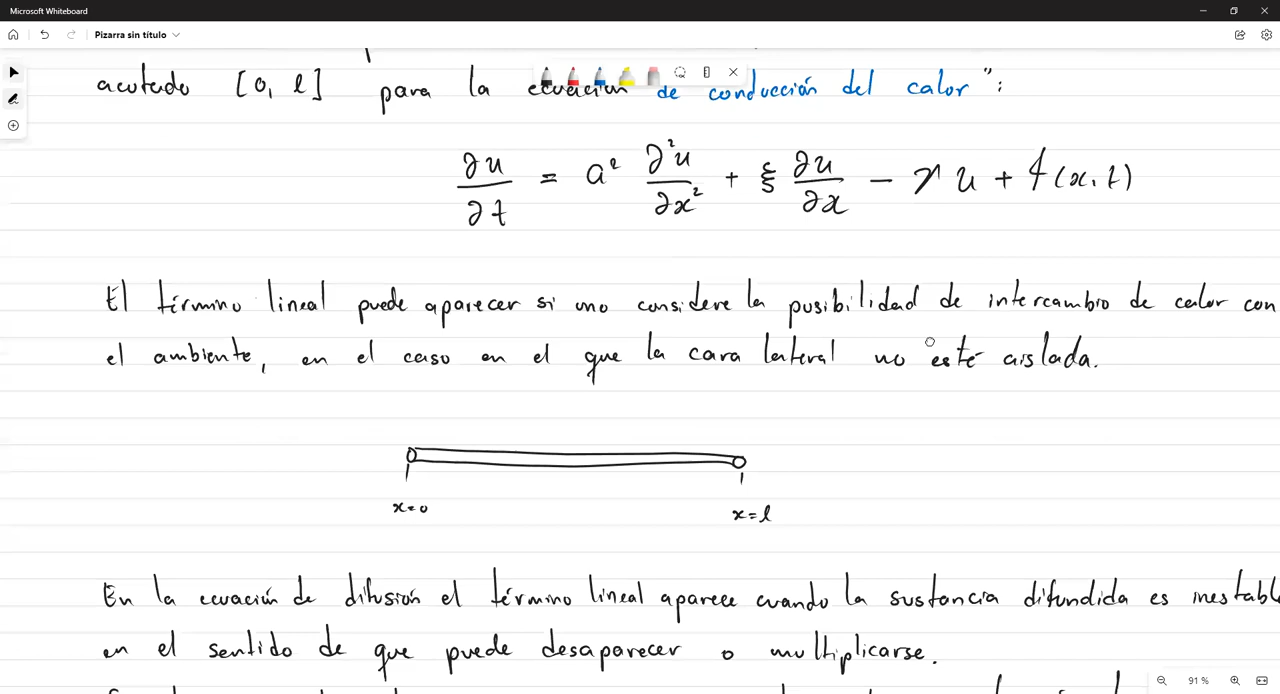 Microsoft Whiteboard
Pizarra sin título
acotado [0, l] para la ecuación de conducción del calor":
∂u/∂t = a² ∂²u/∂x² + ξ ∂u/∂x - γ u + f(x,t)
El término lineal puede aparecer si uno considere la posibilidad de intercambio de calor con
el ambiente, en el caso en el que la cara lateral no esté aislada.
x=0
x=l
En la ecuación de difusión el término lineal aparece cuando la sustancia difundida es inestabl
en el sentido de que puede desaparecer o multiplicarse.
91 %